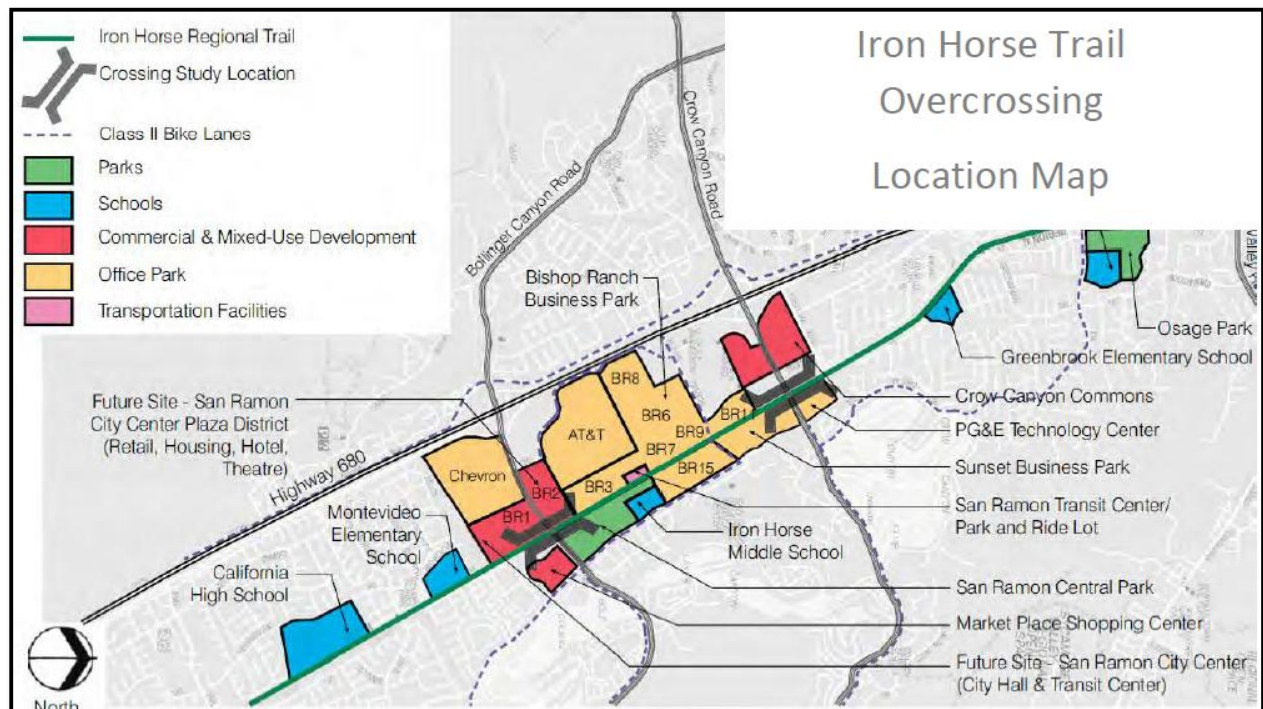 Iron Horse Regional Trail
Crossing Study Location
Class II Bike Lanes
Parks
Schools
Commercial & Mixed-Use Development
Office Park
Transportation Facilities
Iron Horse Trail
Overcrossing
Location Map
Bollinger Canyon Road
Crow Canyon Road
Highway 680
Bishop Ranch
Business Park
Future Site - San Ramon
City Center Plaza District
(Retail, Housing, Hotel,
Theatre)
Montevideo
Elementary
School
California
High School
Chevron
AT&T
BR8
BR6
BR9
BR7
BR15
BR3
BR2
BR1
Osage Park
Greenbrook Elementary School
Crow Canyon Commons
PG&E Technology Center
Sunset Business Park
San Ramon Transit Center/
Park and Ride Lot
Iron Horse
Middle School
San Ramon Central Park
Market Place Shopping Center
Future Site - San Ramon City Center
(City Hall & Transit Center)
North